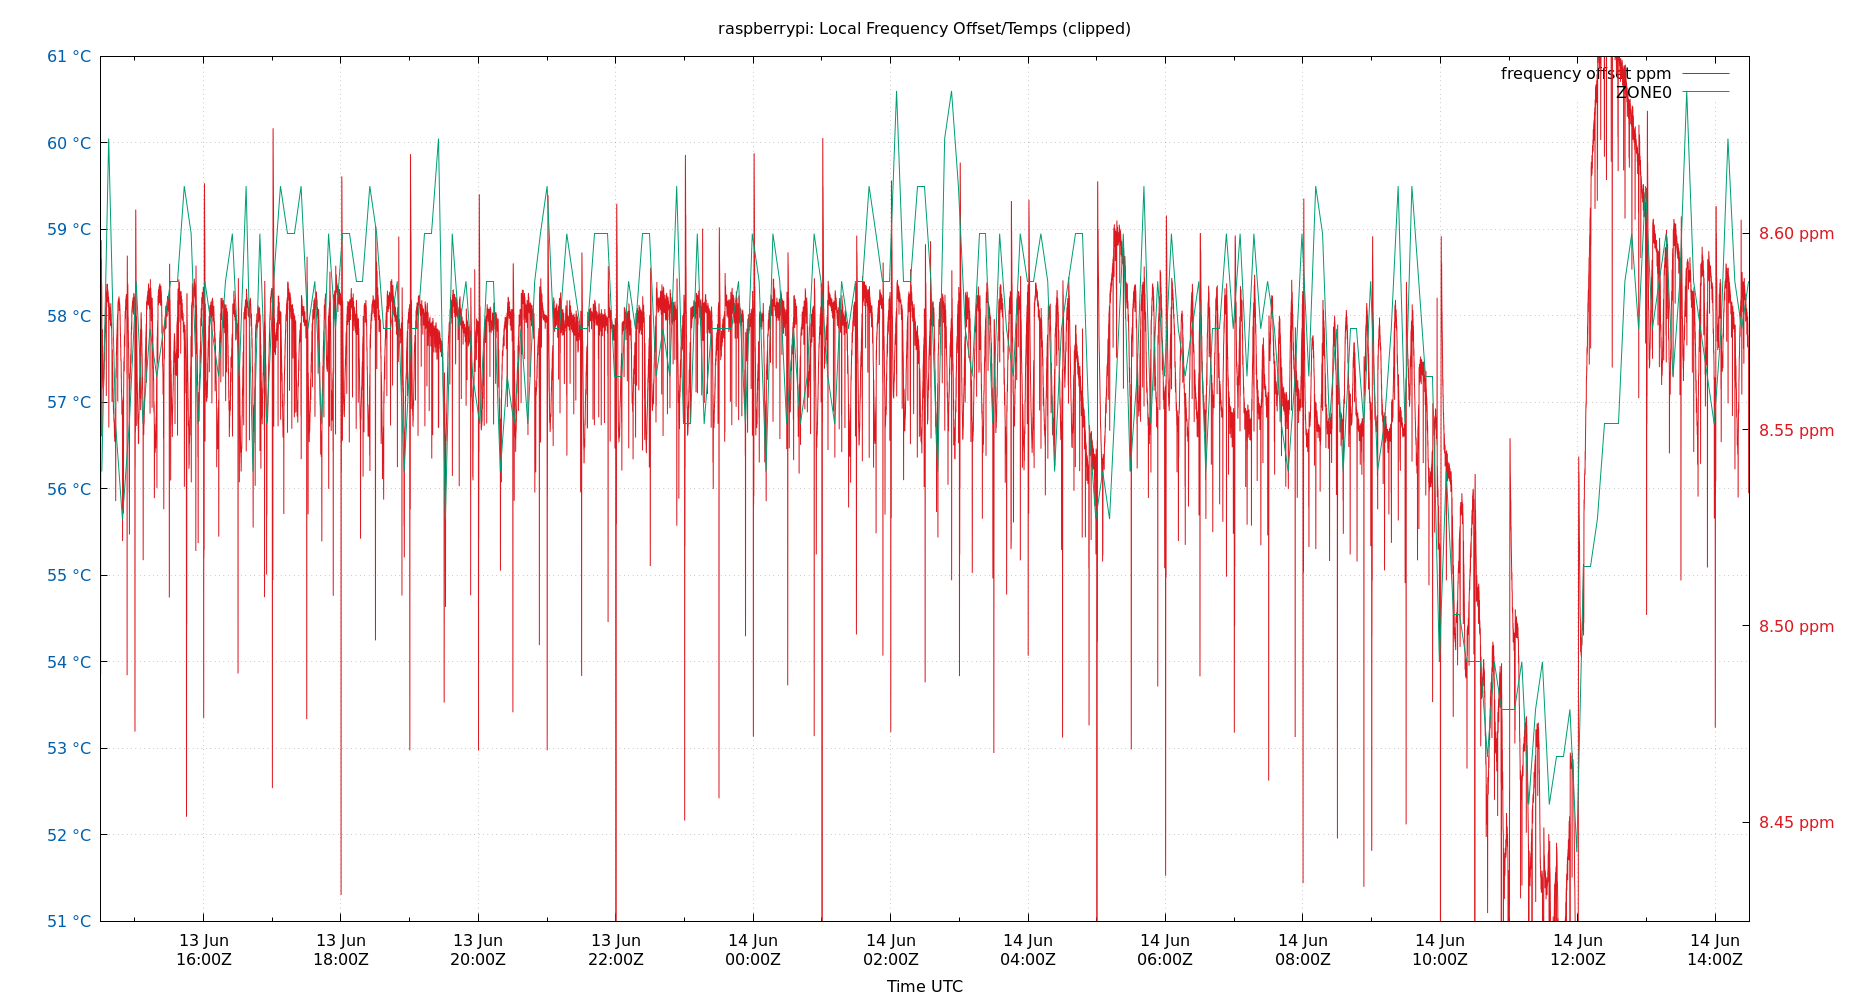 raspberrypi: Local Frequency Offset/Temps (clipped)
61 °C
60 °C
59 °C
58 °C
57 °C
56 °C
55 °C
54 °C
53 °C
52 °C
51 °C
frequency offset ppm
ZONE0
8.60 ppm
8.55 ppm
8.50 ppm
8.45 ppm
13 Jun 13 Jun 13 Jun 13 Jun 14 Jun 14 Jun 14 Jun 14 Jun 14 Jun 14 Jun 14 Jun 14 Jun
16:00Z 18:00Z 20:00Z 22:00Z 00:00Z 02:00Z 04:00Z 06:00Z 08:00Z 10:00Z 12:00Z 14:00Z
Time UTC